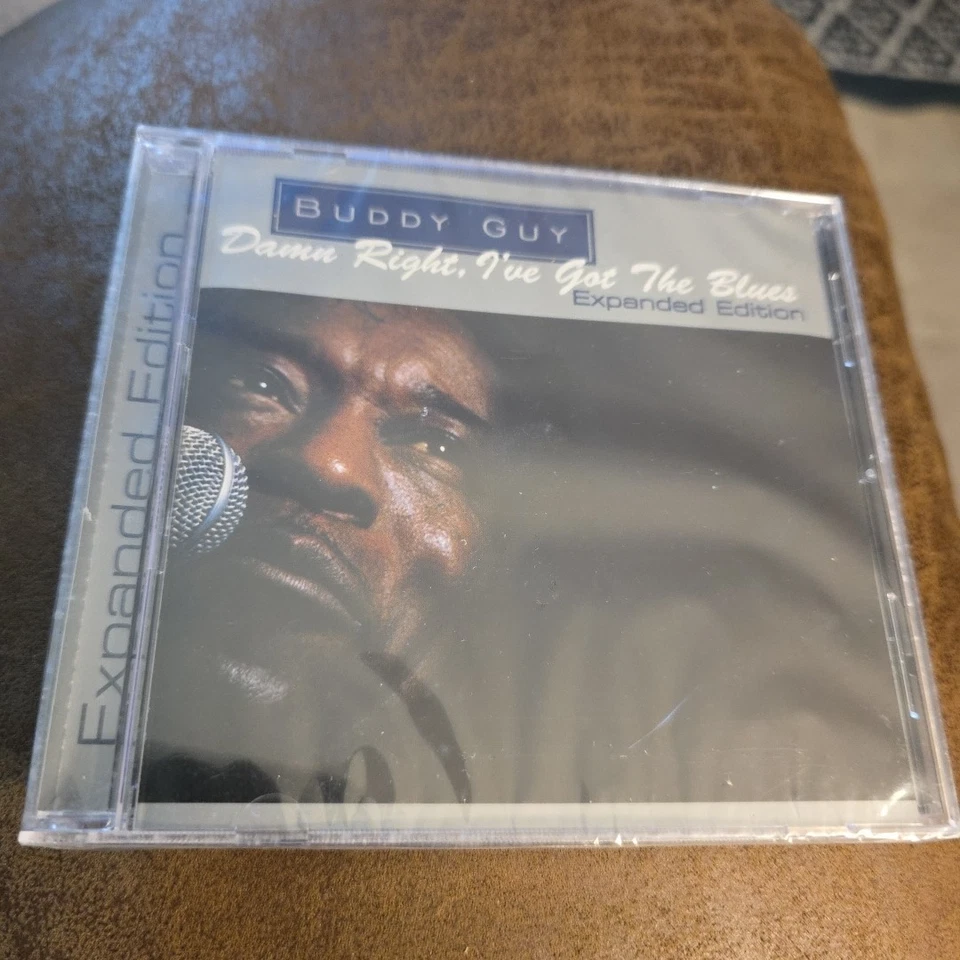 BUDDY GUY
Damn Right, I've Got The Blues
Expanded Edition
Expanded Edition